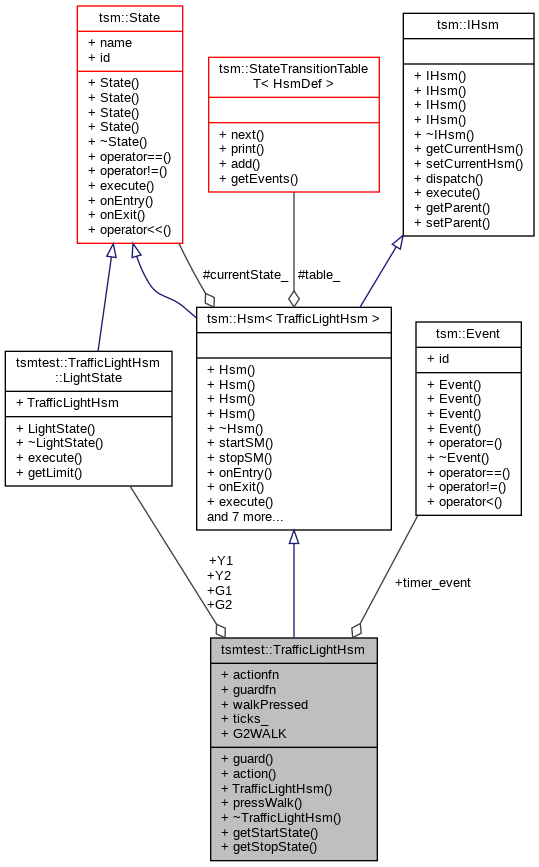 tsm::State
+ name
+ id
+ State()
+ State()
+ State()
+ State()
+ ~State()
+ operator==()
+ operator!=()
+ execute()
+ onEntry()
+ onExit()
+ operator<<()
tsm::StateTransitionTable
T< HsmDef >
+ next()
+ print()
+ add()
+ getEvents()
tsm::IHsm
+ IHsm()
+ IHsm()
+ IHsm()
+ IHsm()
+ ~IHsm()
+ getCurrentHsm()
+ setCurrentHsm()
+ dispatch()
+ execute()
+ getParent()
+ setParent()
#currentState_
#table_
tsmtest::TrafficLightHsm
::LightState
+ TrafficLightHsm
+ LightState()
+ ~LightState()
+ execute()
+ getLimit()
tsm::Hsm< TrafficLightHsm >
+ Hsm()
+ Hsm()
+ Hsm()
+ Hsm()
+ ~Hsm()
+ startSM()
+ stopSM()
+ onEntry()
+ onExit()
+ execute()
and 7 more...
tsm::Event
+ id
+ Event()
+ Event()
+ Event()
+ Event()
+ operator=()
+ ~Event()
+ operator==()
+ operator!=()
+ operator<()
+Y1
+Y2
+G1
+G2
+timer_event
tsmtest::TrafficLightHsm
+ actionfn
+ guardfn
+ walkPressed
+ ticks_
+ G2WALK
+ guard()
+ action()
+ TrafficLightHsm()
+ pressWalk()
+ ~TrafficLightHsm()
+ getStartState()
+ getStopState()